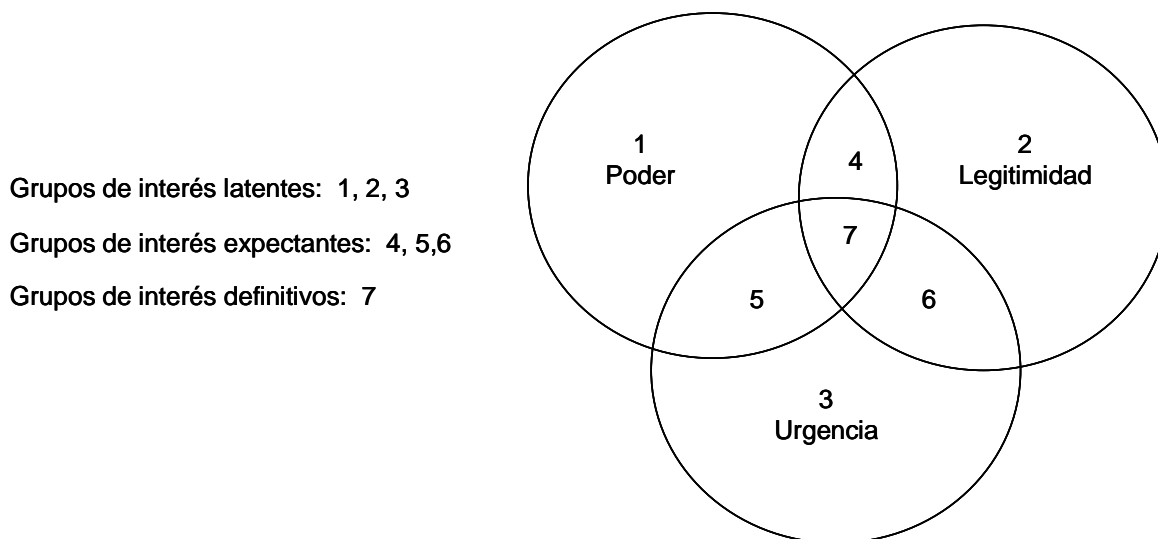 Grupos de interés latentes: 1, 2, 3
Grupos de interés expectantes: 4, 5,6
Grupos de interés definitivos: 7
1
Poder
4
2
Legitimidad
7
5
6
3
Urgencia